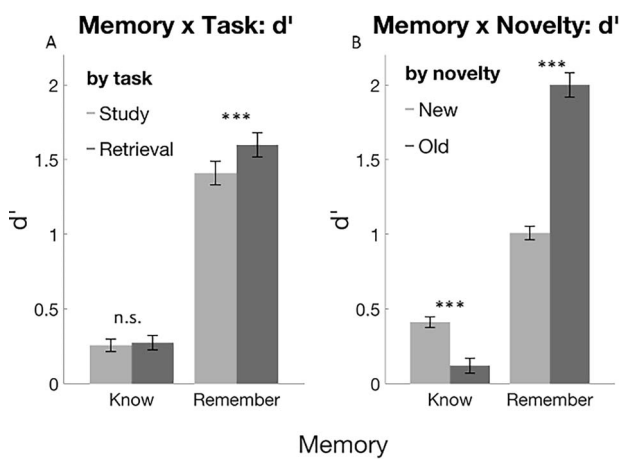 A
Memory x Task: d'
by task
Study
Retrieval
***
n.s.
2
1.5
1
0.5
0
d'
Know
Remember
B
Memory x Novelty: d'
by novelty
New
Old
***
***
2
1.5
1
0.5
0
d'
Know
Remember
Memory